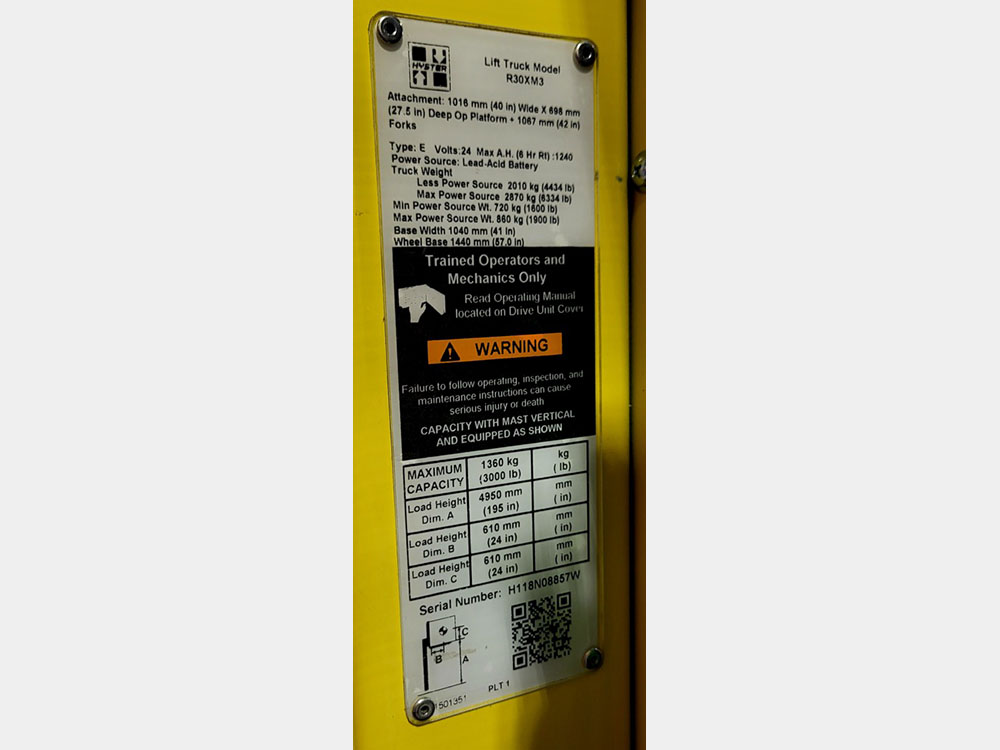 HYSTER
Lift Truck Model
R30XM3
Attachment: 1016 mm (40 in) Wide X 698 mm
(27.5 in) Deep Op Platform + 1067 mm (42 in)
Forks
Type: E Volts:24 Max A.H. (6 Hr Rt) :1240
Power Source: Lead-Acid Battery
Truck Weight
Less Power Source 2010 kg (4434 lb)
Max Power Source 2870 kg (6334 lb)
Min Power Source Wt. 720 kg (1600 lb)
Max Power Source Wt. 860 kg (1900 lb)
Base Width 1040 mm (41 in)
Wheel Base 1440 mm (57.0 in)
Trained Operators and
Mechanics Only
Read Operating Manual
located on Drive Unit Cover
WARNING
Failure to follow operating, inspection, and
maintenance instructions can cause
serious injury or death
CAPACITY WITH MAST VERTICAL
AND EQUIPPED AS SHOWN
MAXIMUM CAPACITY 1360 kg (3000 lb) kg ( lb)
Load Height Dim. A 4950 mm (195 in) mm ( in)
Load Height Dim. B 610 mm (24 in) mm ( in)
Load Height Dim. C 610 mm (24 in) mm ( in)
Serial Number: H118N08857W
C
B A
PLT 1
1501351